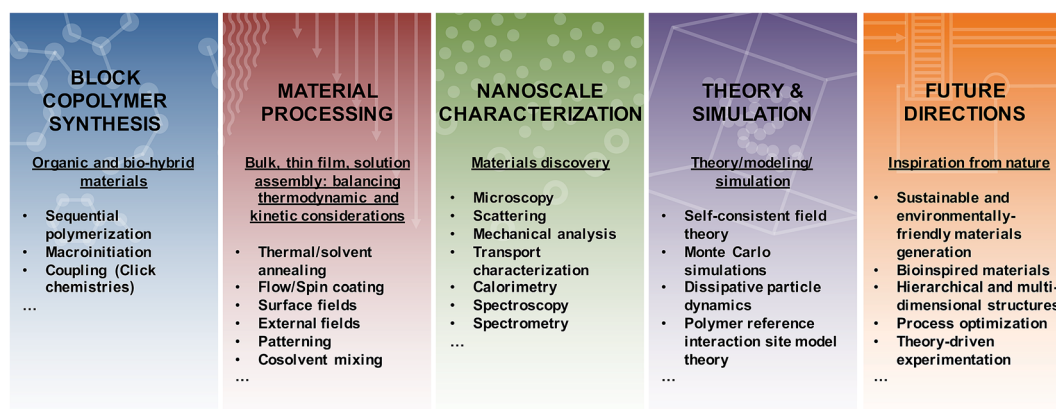 BLOCK
COPOLYMER
SYNTHESIS
Organic and bio-hybrid
materials
• Sequential
polymerization
• Macroinitiation
• Coupling (Click
chemistries)
…
MATERIAL
PROCESSING
Bulk, thin film, solution
assembly: balancing
thermodynamic and
kinetic considerations
• Thermal/solvent
annealing
• Flow/Spin coating
• Surface fields
• External fields
• Patterning
• Cosolvent mixing
…
NANOSCALE
CHARACTERIZATION
Materials discovery
• Microscopy
• Scattering
• Mechanical analysis
• Transport
characterization
• Calorimetry
• Spectroscopy
• Spectrometry
…
THEORY &
SIMULATION
Theory/modeling/
simulation
• Self-consistent field
theory
• Monte Carlo
simulations
• Dissipative particle
dynamics
• Polymer reference
interaction site model
theory
…
FUTURE
DIRECTIONS
Inspiration from nature
• Sustainable and
environmentally-
friendly materials
generation
• Bioinspired materials
• Hierarchical and multi-
dimensional structures
• Process optimization
• Theory-driven
experimentation
…